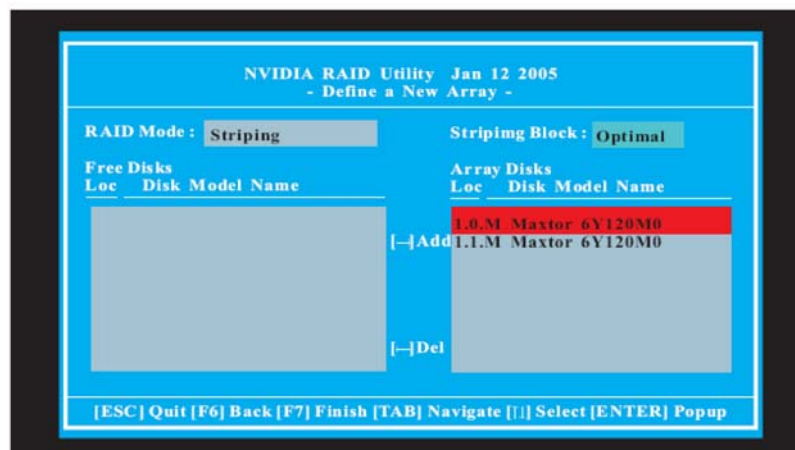 NVIDIA RAID Utility Jan 12 2005
- Define a New Array -
RAID Mode : Striping
Stripimg Block : Optimal
Free Disks
Loc Disk Model Name
Array Disks
Loc Disk Model Name
1.0.M Maxtor 6Y120M0
1.1.M Maxtor 6Y120M0
[←]Add
[←]Del
[ESC] Quit [F6] Back [F7] Finish [TAB] Navigate [↑↓] Select [ENTER] Popup